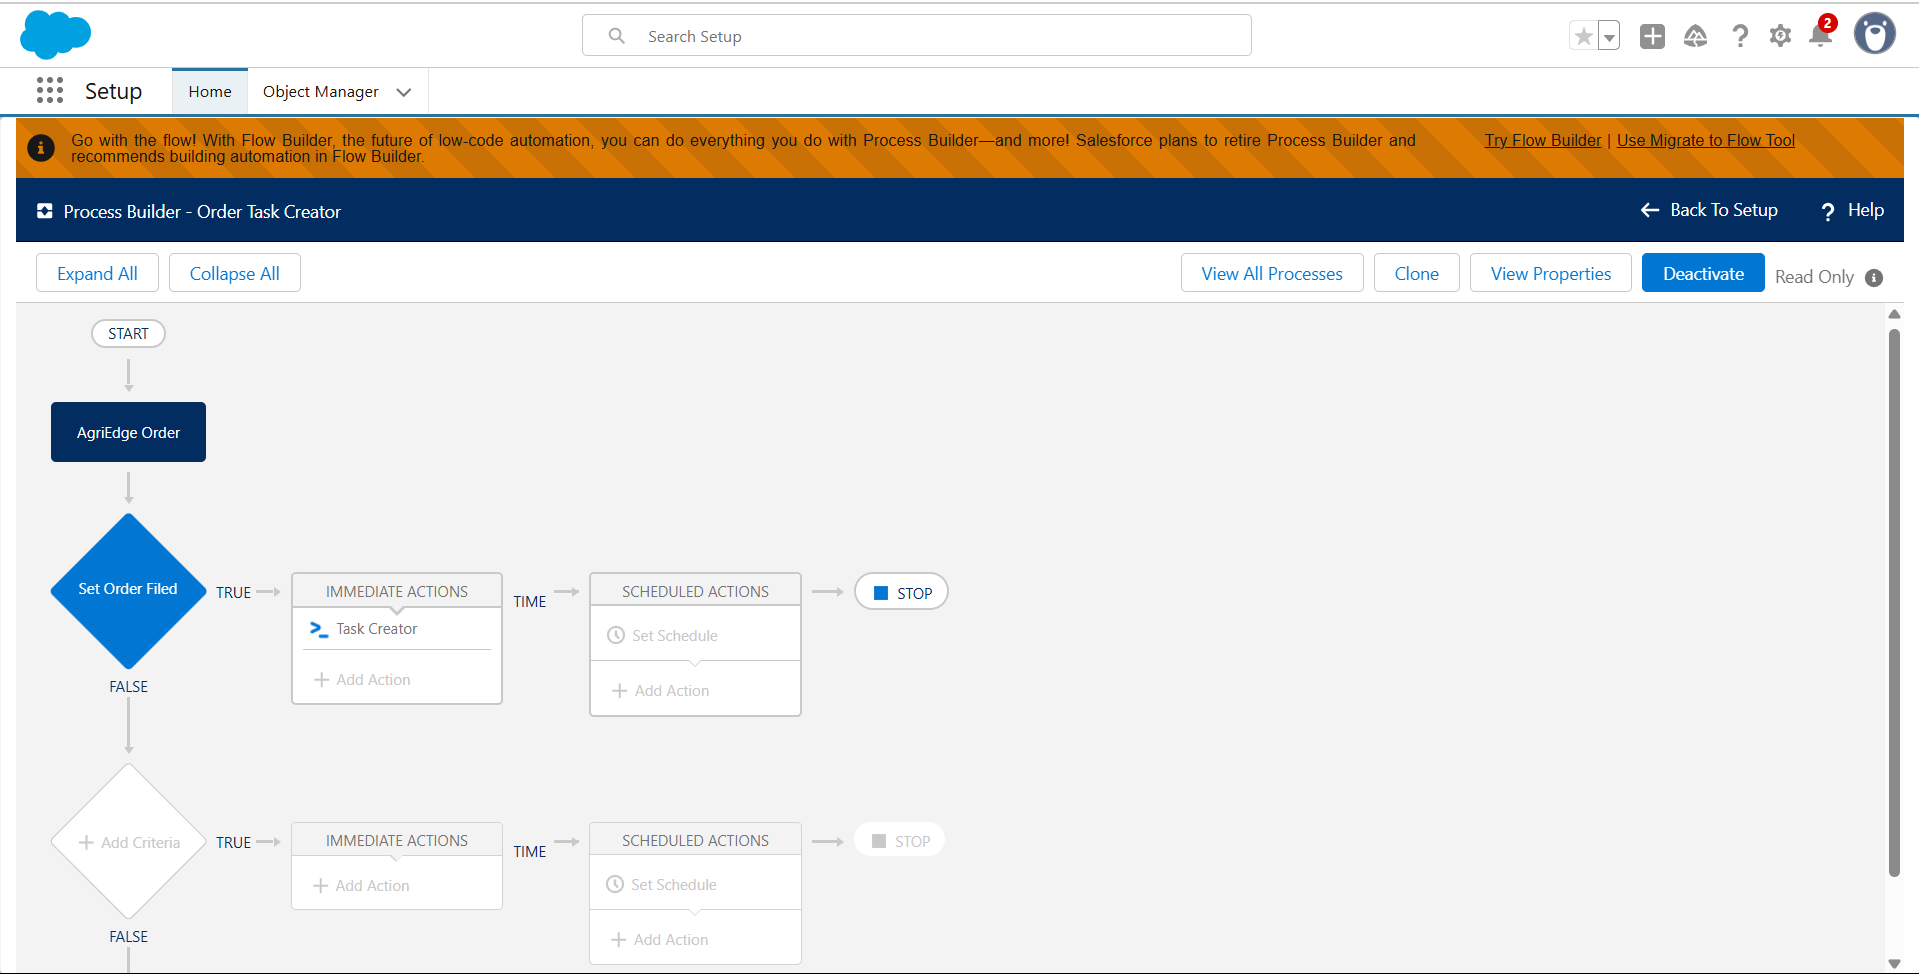 Search Setup
2
Setup
Home
Object Manager
Go with the flow! With Flow Builder, the future of low-code automation, you can do everything you do with Process Builder—and more! Salesforce plans to retire Process Builder and
recommends building automation in Flow Builder.
Try Flow Builder | Use Migrate to Flow Tool
Process Builder - Order Task Creator
Back To Setup
? Help
Expand All
Collapse All
View All Processes
Clone
View Properties
Deactivate
Read Only
START
AgriEdge Order
Set Order Filed
TRUE
IMMEDIATE ACTIONS
Task Creator
+ Add Action
TIME
SCHEDULED ACTIONS
Set Schedule
+ Add Action
STOP
FALSE
+ Add Criteria
TRUE
IMMEDIATE ACTIONS
+ Add Action
TIME
SCHEDULED ACTIONS
Set Schedule
+ Add Action
STOP
FALSE